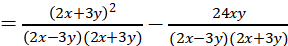 = (2x+3y)² / (2x−3y)(2x+3y) − 24xy / (2x−3y)(2x+3y)